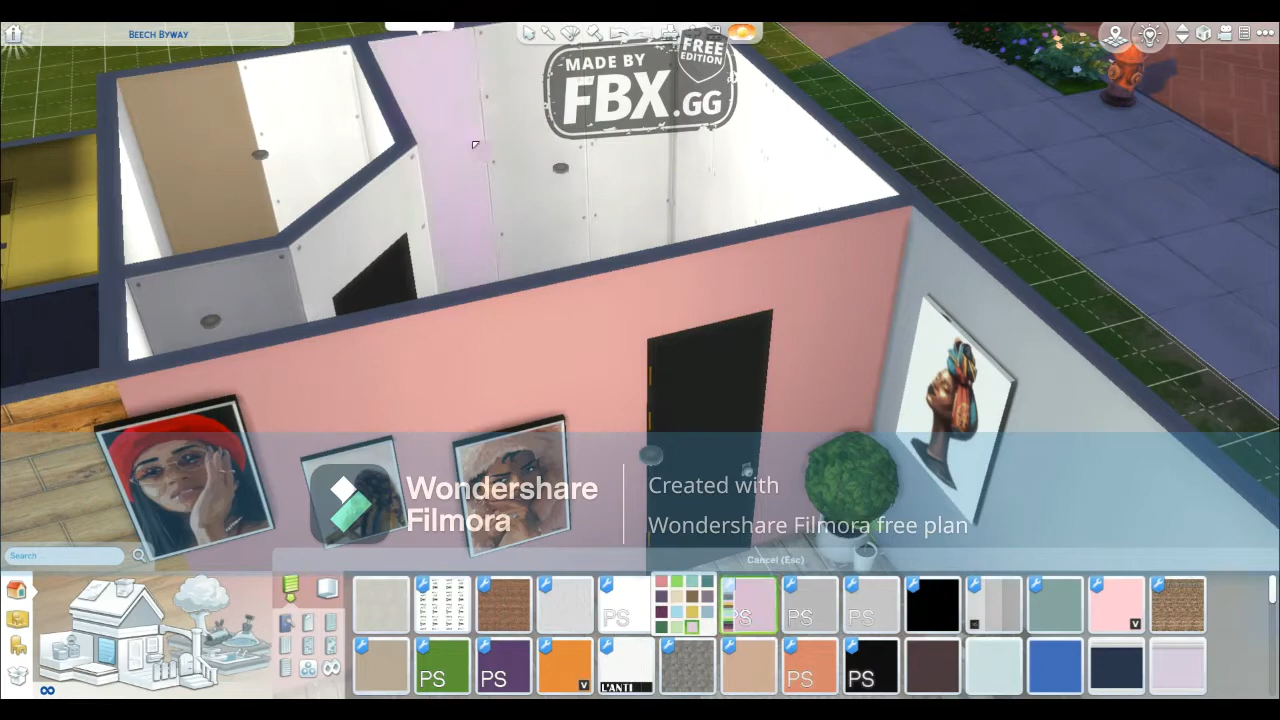 BEECH BYWAY
MADE BY
FREE
EDITION
FBX.GG
Wondershare
Filmora
Created with
Wondershare Filmora free plan
Search
Cancel (Esc)
PS
PS
PS
PS
V
PS
PS
V
L'ANTI
PS
PS